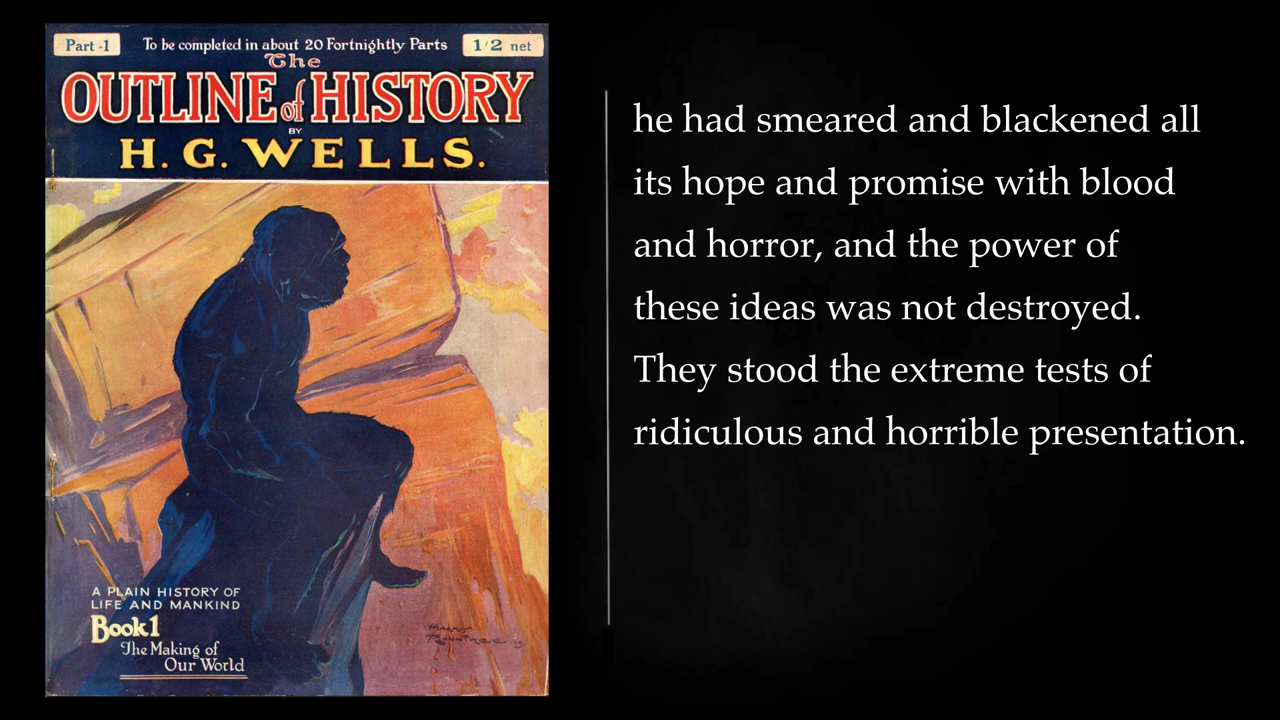 Part -1
To be completed in about 20 Fortnightly Parts
1/2 net
The
OUTLINE of HISTORY
BY
H. G. WELLS.
A PLAIN HISTORY OF
LIFE AND MANKIND
Book 1
The Making of
Our World
he had smeared and blackened all
its hope and promise with blood
and horror, and the power of
these ideas was not destroyed.
They stood the extreme tests of
ridiculous and horrible presentation.